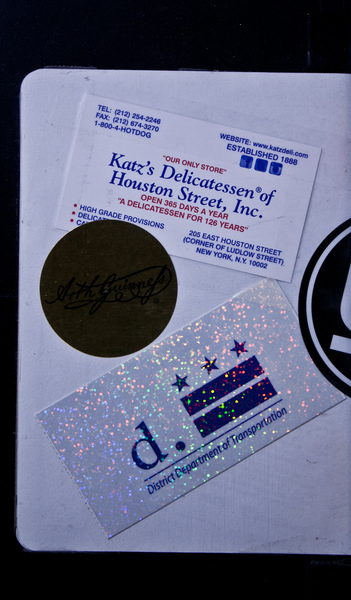 TEL: (212) 254-2246
FAX: (212) 674-3270
1-800-4-HOTDOG
WEBSITE: www.katzdeli.com
ESTABLISHED 1888
"OUR ONLY STORE"
Katz's Delicatessen® of
Houston Street, Inc.
OPEN 365 DAYS A YEAR
"A DELICATESSEN FOR 126 YEARS"
• HIGH GRADE PROVISIONS
205 EAST HOUSTON STREET
(CORNER OF LUDLOW STREET)
NEW YORK, N.Y. 10002
Arth Guinness
d.
District Department of Transportation